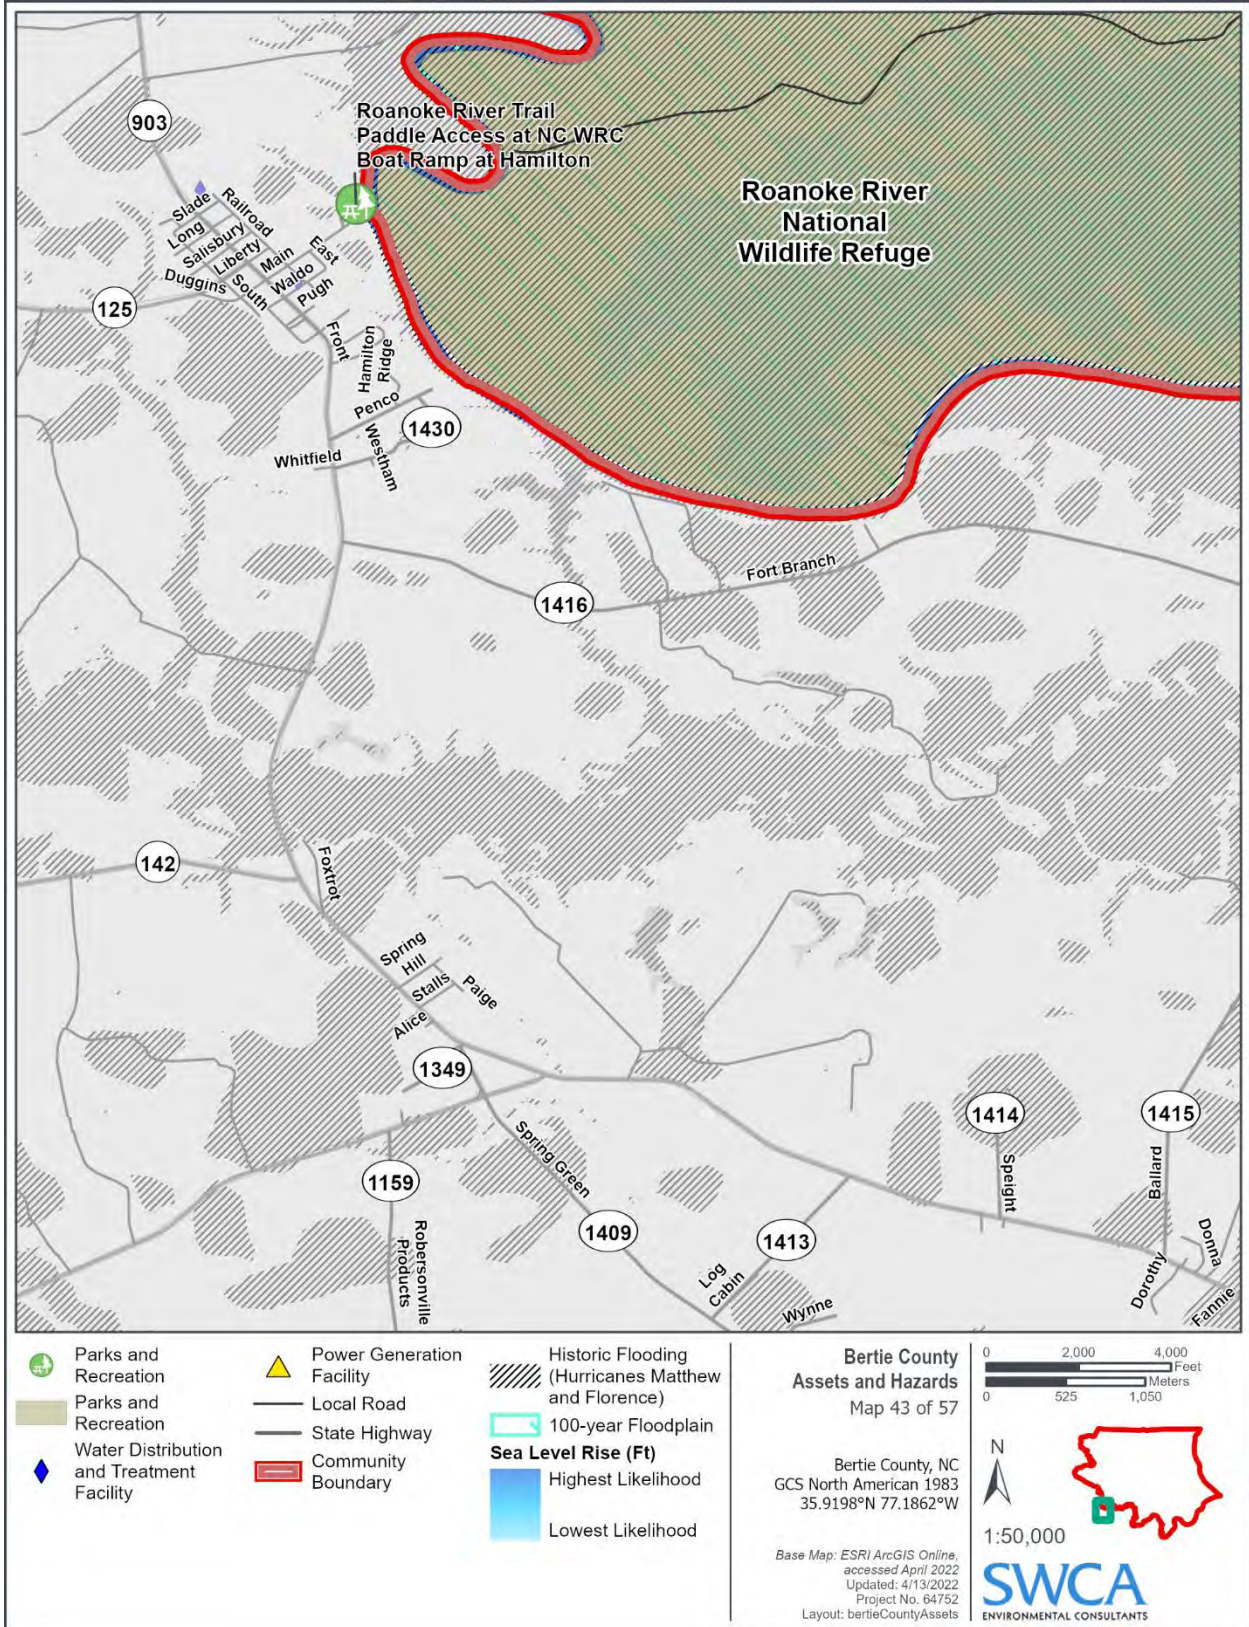 903
Roanoke River Trail
Paddle Access at NC WRC
Boat Ramp at Hamilton
Roanoke River
National
Wildlife Refuge
Slade
Railroad
Long
Salisbury
Liberty
Main
East
Duggins
South
Waldo
Pugh
125
Front
Hamilton
Ridge
Penco
1430
Whitfield
Westham
Fort Branch
1416
142
Foxtrot
Spring
Hill
Stalls
Paige
Alice
1349
1414
1415
Spring Green
Speight
Ballard
1159
Robersonville
Products
1409
1413
Log
Cabin
Wynne
Donna
Dorothy
Fannie
Parks and
Recreation
Parks and
Recreation
Water Distribution
and Treatment
Facility
Power Generation
Facility
Local Road
State Highway
Community
Boundary
Historic Flooding
(Hurricanes Matthew
and Florence)
100-year Floodplain
Sea Level Rise (Ft)
Highest Likelihood
Lowest Likelihood
Bertie County
Assets and Hazards
Map 43 of 57
Bertie County, NC
GCS North American 1983
35.9198°N 77.1862°W
Base Map: ESRI ArcGIS Online,
accessed April 2022
Updated: 4/13/2022
Project No. 64752
Layout: bertieCountyAssets
0 2,000 4,000
Feet
Meters
0 525 1,050
N
1:50,000
SWCA
ENVIRONMENTAL CONSULTANTS